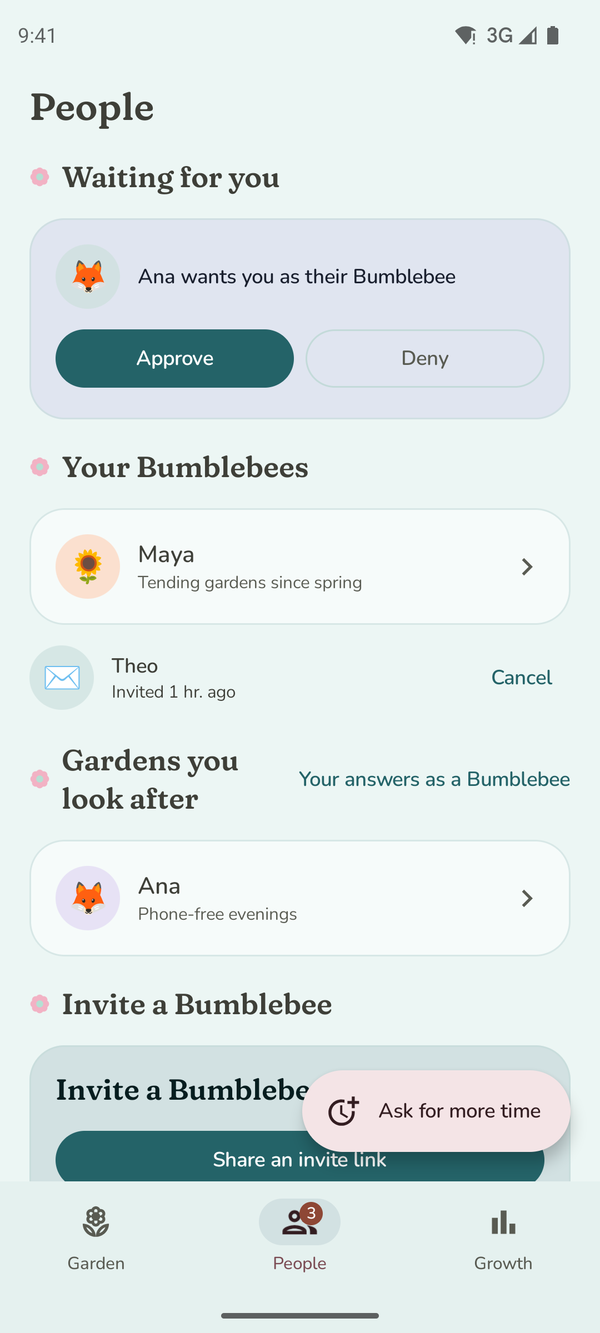 9:41
3G
People
Waiting for you
Ana wants you as their Bumblebee
Approve
Deny
Your Bumblebees
Maya
Tending gardens since spring
Theo
Invited 1 hr. ago
Cancel
Gardens you
look after
Your answers as a Bumblebee
Ana
Phone-free evenings
Invite a Bumblebee
Invite a Bumblebe
Ask for more time
Share an invite link
3
Garden
People
Growth